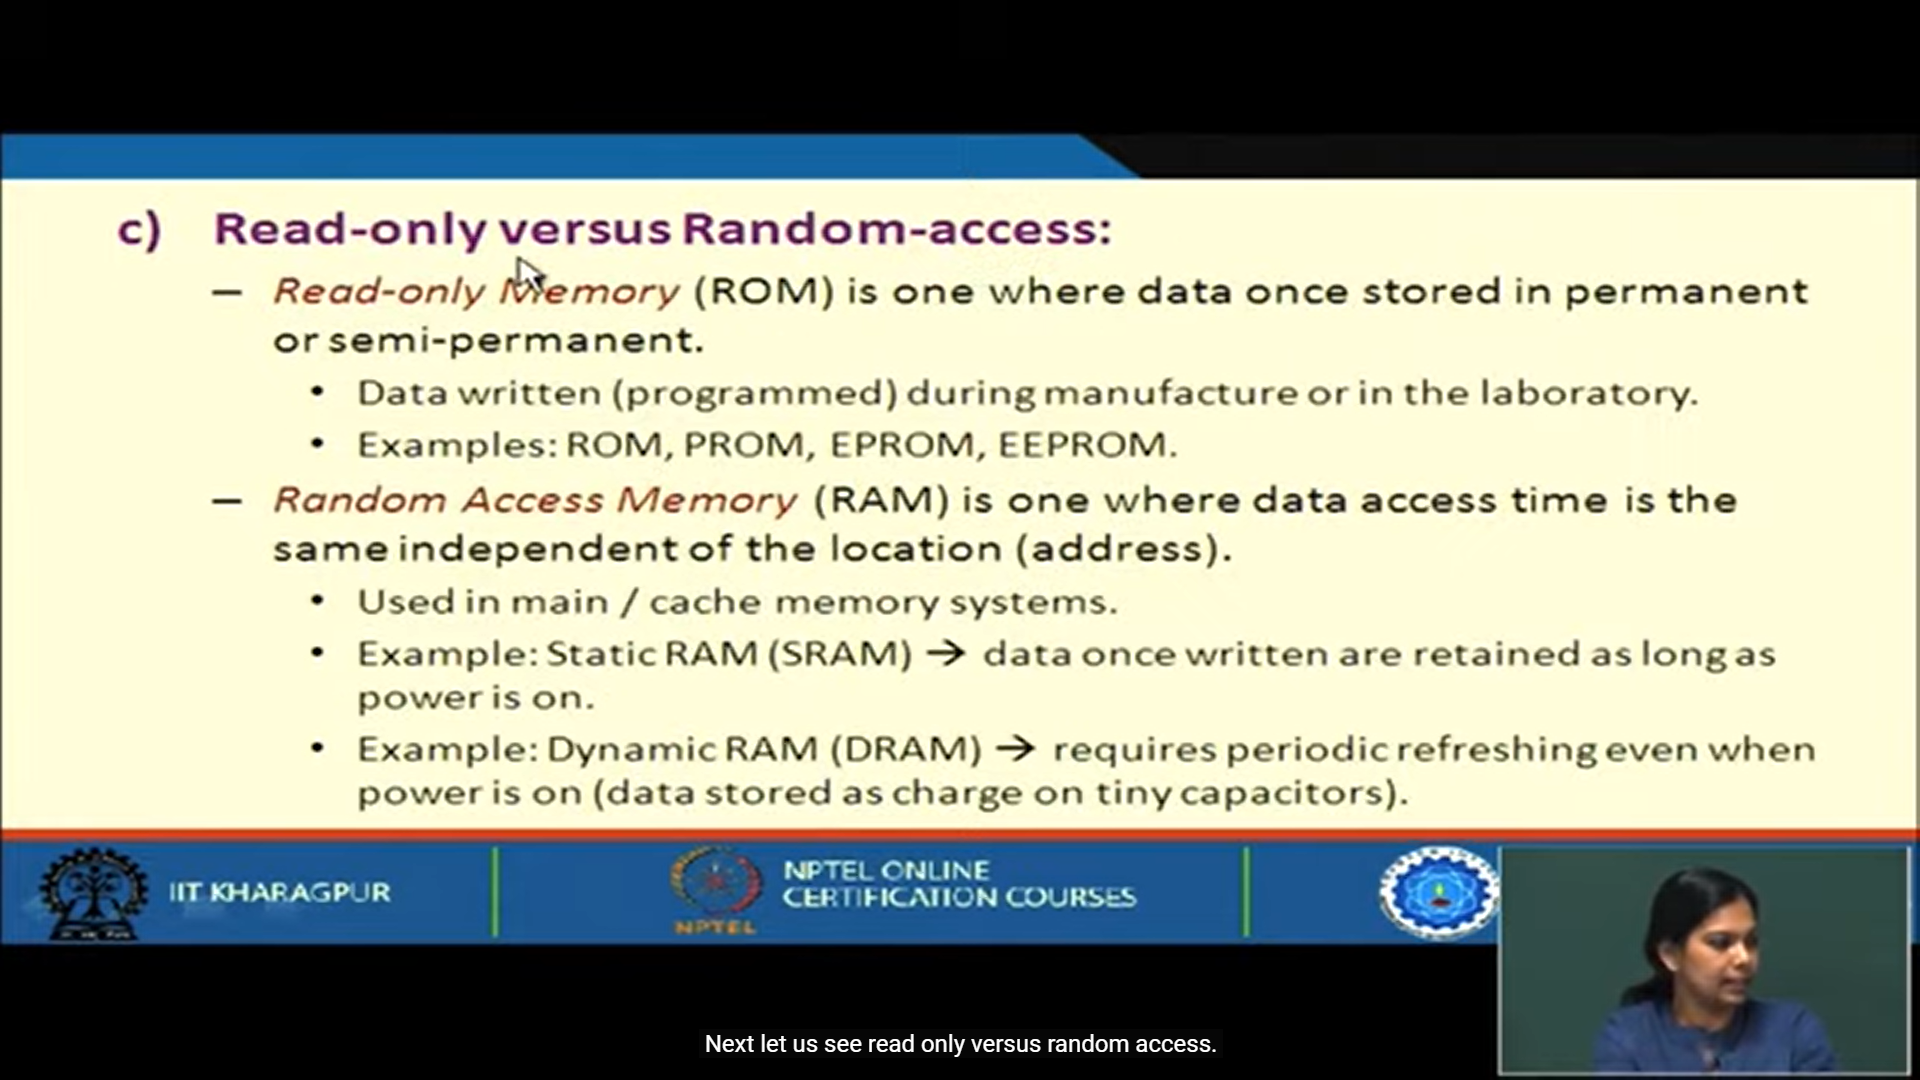 c) Read-only versus Random-access:
– Read-only Memory (ROM) is one where data once stored in permanent
or semi-permanent.
• Data written (programmed) during manufacture or in the laboratory.
• Examples: ROM, PROM, EPROM, EEPROM.
– Random Access Memory (RAM) is one where data access time is the
same independent of the location (address).
• Used in main / cache memory systems.
• Example: Static RAM (SRAM) → data once written are retained as long as
power is on.
• Example: Dynamic RAM (DRAM) → requires periodic refreshing even when
power is on (data stored as charge on tiny capacitors).
IIT KHARAGPUR
NPTEL
NPTEL ONLINE
CERTIFICATION COURSES
Next let us see read only versus random access.